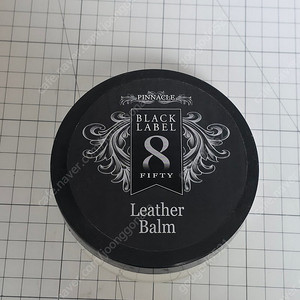 PINNACLE
BLACK
LABEL
8
FIFTY
Leather
Balm